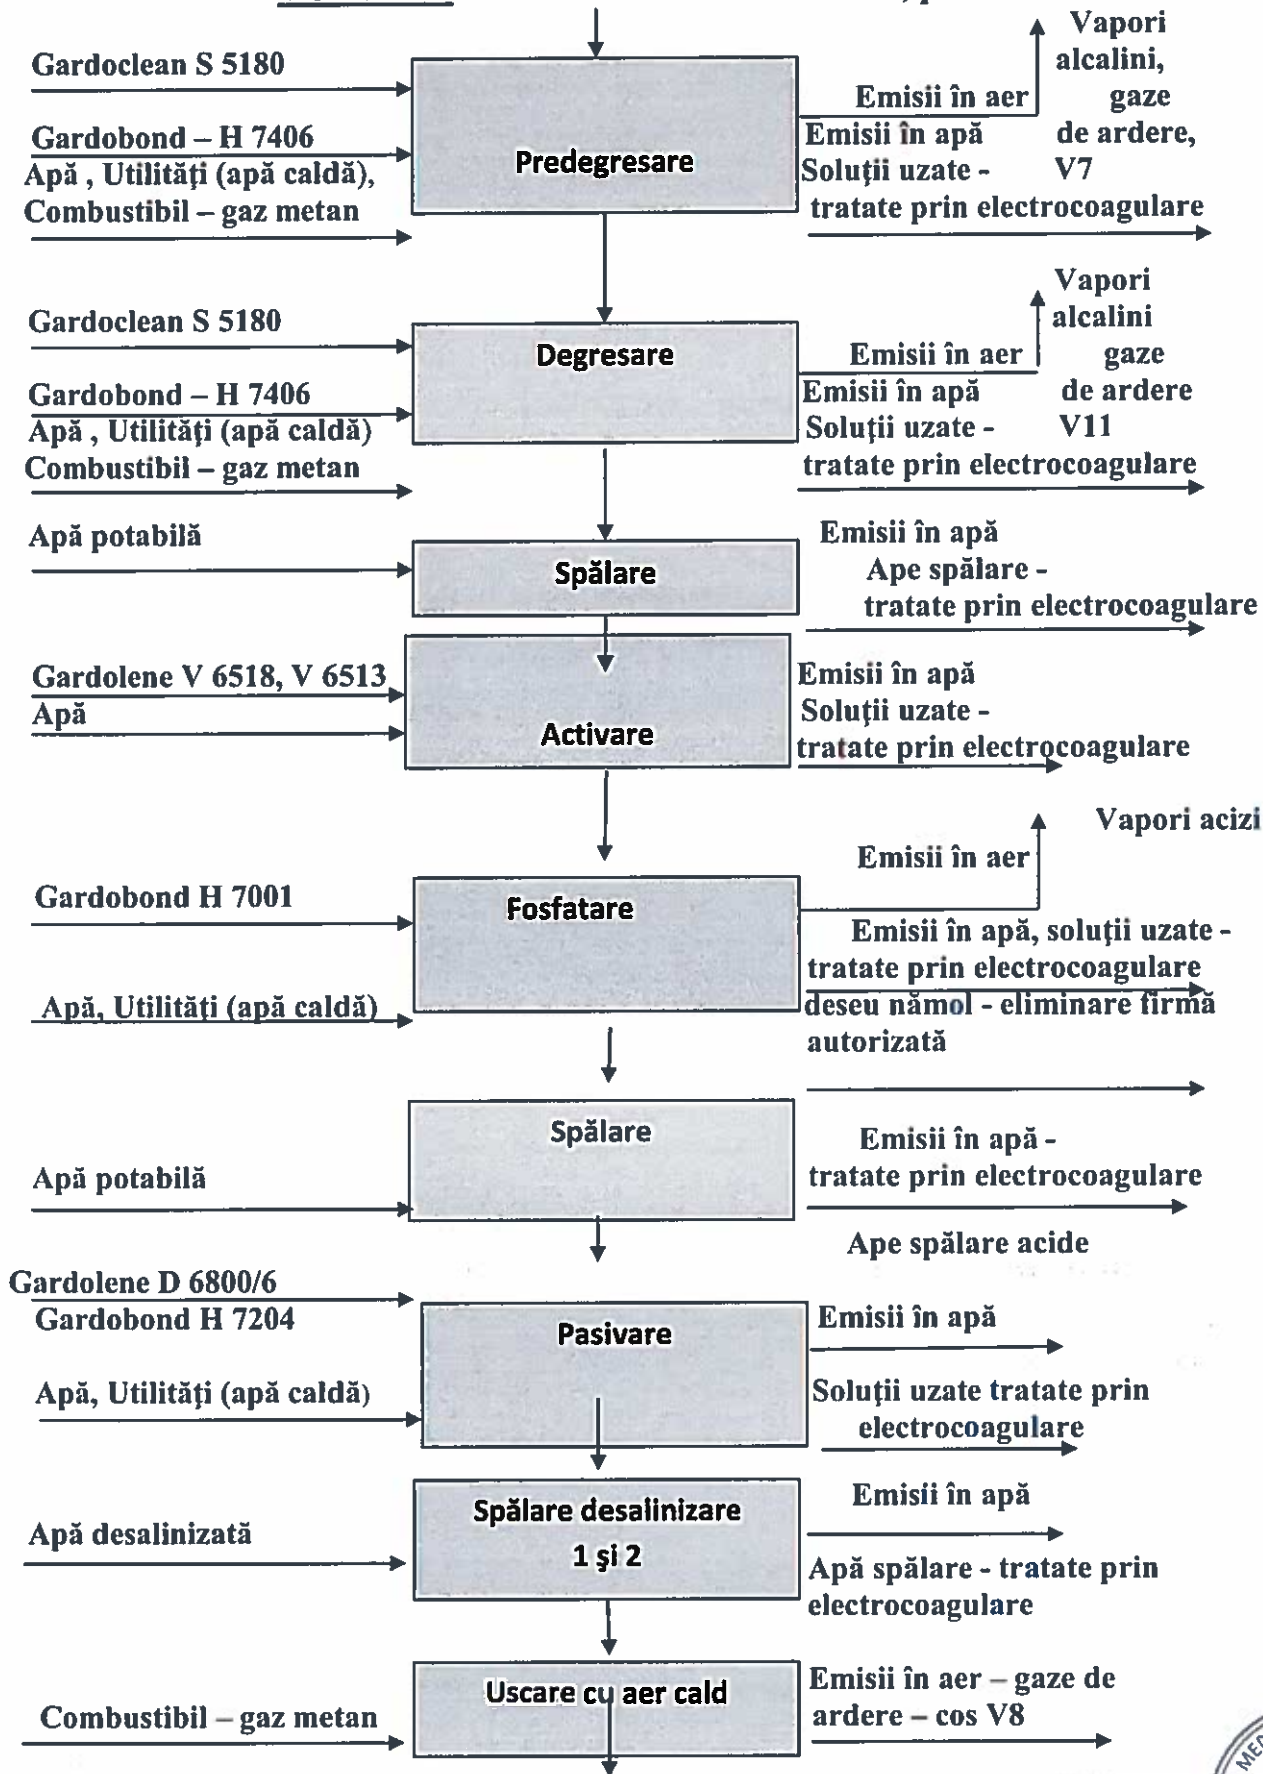 Vapori
Gardoclean S 5180
alcalini,
Emisii în aer
gaze
Gardobond – H 7406
Emisii în apă
de ardere,
Predegresare
Apă , Utilități (apă caldă),
Soluţii uzate -
V7
Combustibil – gaz metan
tratate prin electrocoagulare
Vapori
Gardoclean S 5180
alcalini
Degresare
Emisii în aer
gaze
Gardobond – H 7406
Emisii în apă
de ardere
Apă , Utilităţi (apă caldă)
Soluţii uzate -
V11
Combustibil – gaz metan
tratate prin electrocoagulare
Apă potabilă
Emisii în apă
Spălare
Ape spălare -
tratate prin electrocoagulare
Gardolene V 6518, V 6513
Emisii în apă
Apă
Soluţii uzate -
Activare
tratate prin electrocoagulare
Vapori acizi
Emisii în aer
Gardobond H 7001
Fosfatare
Emisii în apă, soluţii uzate -
tratate prin electrocoagulare
Apă, Utilităţi (apă caldă)
deseu nămol - eliminare firmă
autorizată
Spălare
Emisii în apă -
Apă potabilă
tratate prin electrocoagulare
Ape spălare acide
Gardolene D 6800/6
Gardobond H 7204
Pasivare
Emisii în apă
Apă, Utilităţi (apă caldă)
Soluţii uzate tratate prin
electrocoagulare
Spălare desalinizare
1 și 2
Emisii în apă
Apă desalinizată
Apă spălare - tratate prin
electrocoagulare
Uscare cu aer cald
Emisii în aer – gaze de
Combustibil – gaz metan
ardere – cos V8